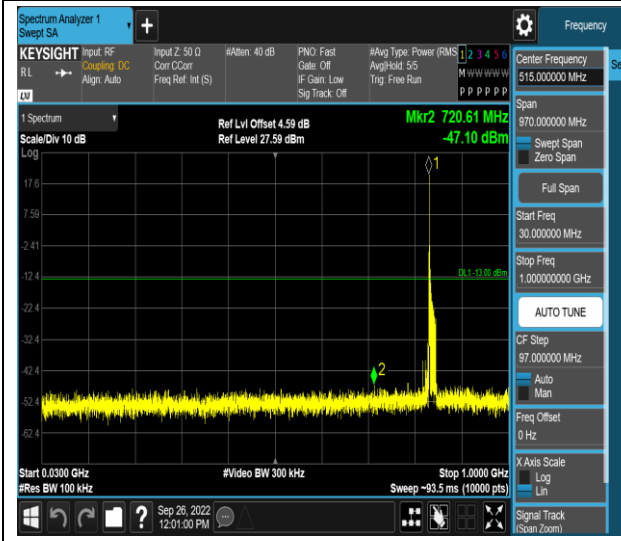 Spectrum Analyzer 1
Swept SA
+
Frequency
KEYSIGHT
RL
LXI
Input: RF
Coupling: DC
Align: Auto
Input Z: 50 Ω
Corr CCorr
Freq Ref: Int (S)
#Atten: 40 dB
PNO: Fast
Gate: Off
IF Gain: Low
Sig Track: Off
#Avg Type: Power (RMS
Avg|Hold: 5/5
Trig: Free Run
1 2 3 4 5 6
M W W W W W
P P P P P P
1 Spectrum
Scale/Div 10 dB
Log
Ref Lvl Offset 4.59 dB
Ref Level 27.59 dBm
Mkr2 720.61 MHz
-47.10 dBm
1
17.6
7.59
-2.41
-12.4
DL1 -13.00 dBm
-22.4
-32.4
-42.4
2
-52.4
-62.4
Start 0.0300 GHz
#Res BW 100 kHz
#Video BW 300 kHz
Stop 1.0000 GHz
Sweep ~93.5 ms (10000 pts)
?
Sep 26, 2022
12:01:00 PM
Center Frequency
515.000000 MHz
Se
Span
970.000000 MHz
Swept Span
Zero Span
Full Span
Start Freq
30.000000 MHz
Stop Freq
1.000000000 GHz
AUTO TUNE
CF Step
97.000000 MHz
Auto
Man
Freq Offset
0 Hz
X Axis Scale
Log
Lin
Signal Track
(Span Zoom)